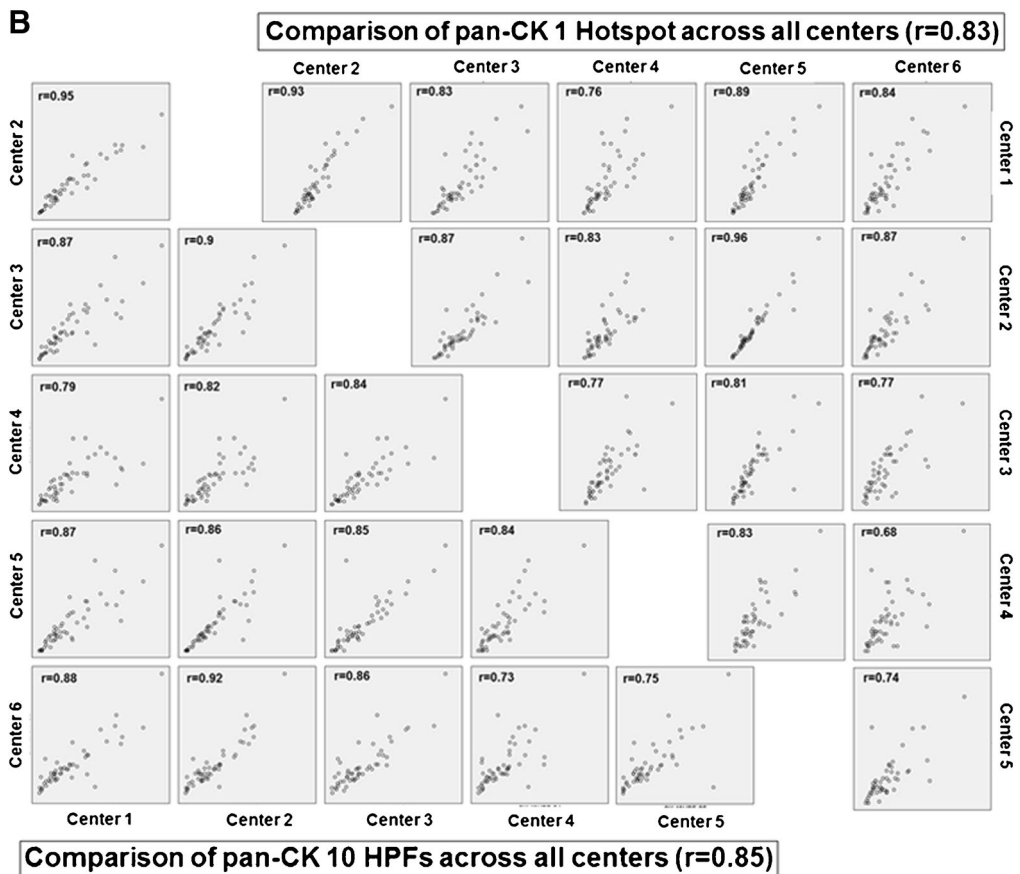 B
Comparison of pan-CK 1 Hotspot across all centers (r=0.83)
Center 2 Center 3 Center 4 Center 5 Center 6
Center 2 r=0.95 r=0.93 r=0.83 r=0.76 r=0.89 r=0.84 Center 1
Center 3 r=0.87 r=0.9 r=0.87 r=0.83 r=0.96 r=0.87 Center 2
Center 4 r=0.79 r=0.82 r=0.84 r=0.77 r=0.81 r=0.77 Center 3
Center 5 r=0.87 r=0.86 r=0.85 r=0.84 r=0.83 r=0.68 Center 4
Center 6 r=0.88 r=0.92 r=0.86 r=0.73 r=0.75 r=0.74 Center 5
Center 1 Center 2 Center 3 Center 4 Center 5
Comparison of pan-CK 10 HPFs across all centers (r=0.85)